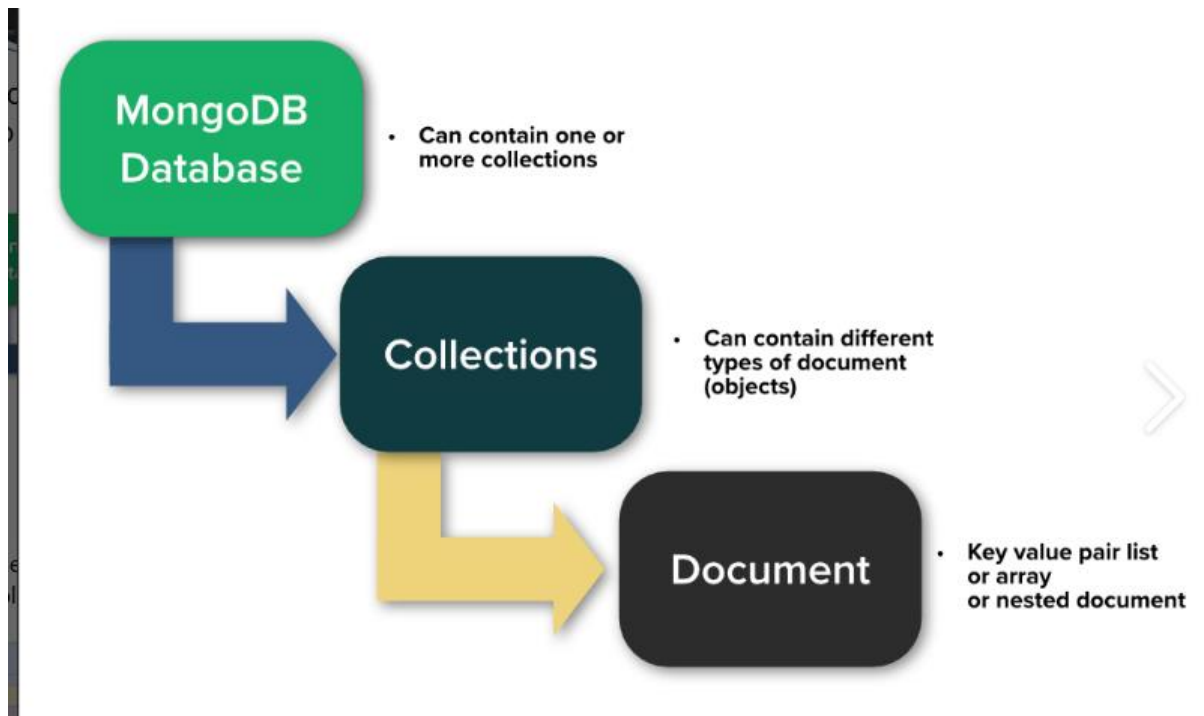 MongoDB
Database
• Can contain one or
more collections
Collections
• Can contain different
types of document
(objects)
Document
• Key value pair list
or array
or nested document